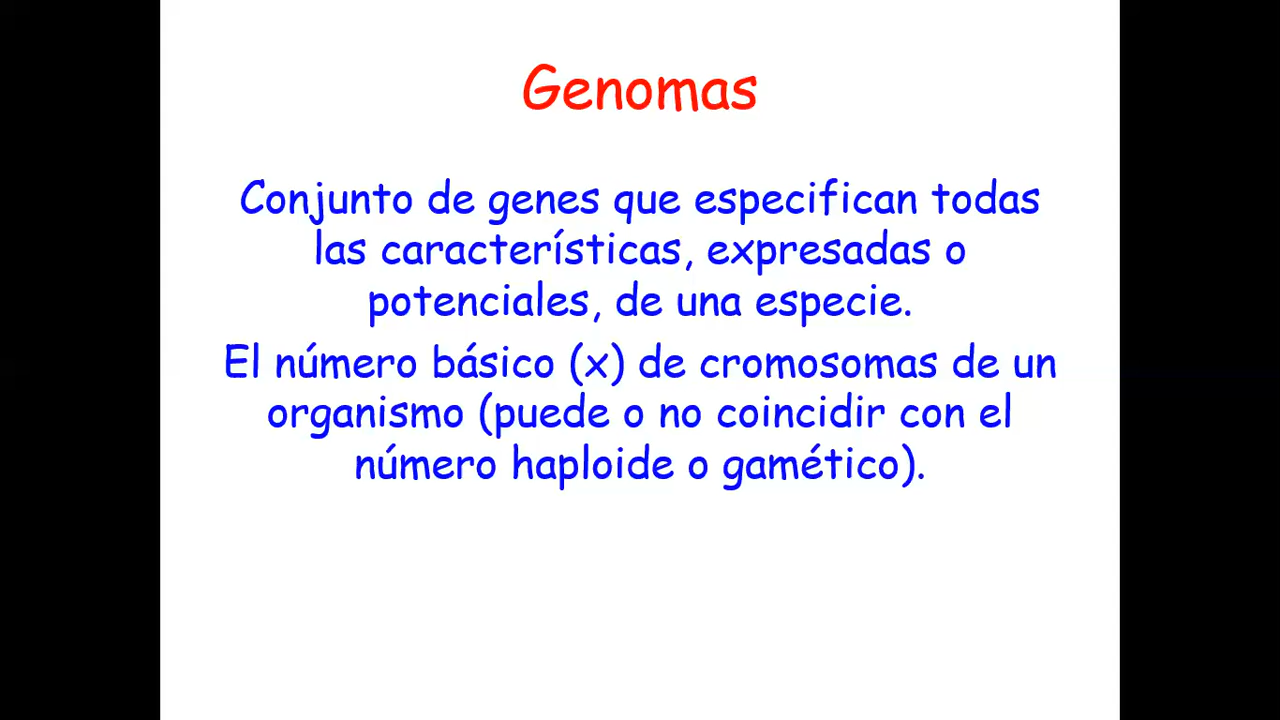 Genomas
Conjunto de genes que especifican todas
las características, expresadas o
potenciales, de una especie.
El número básico (x) de cromosomas de un
organismo (puede o no coincidir con el
número haploide o gamético).